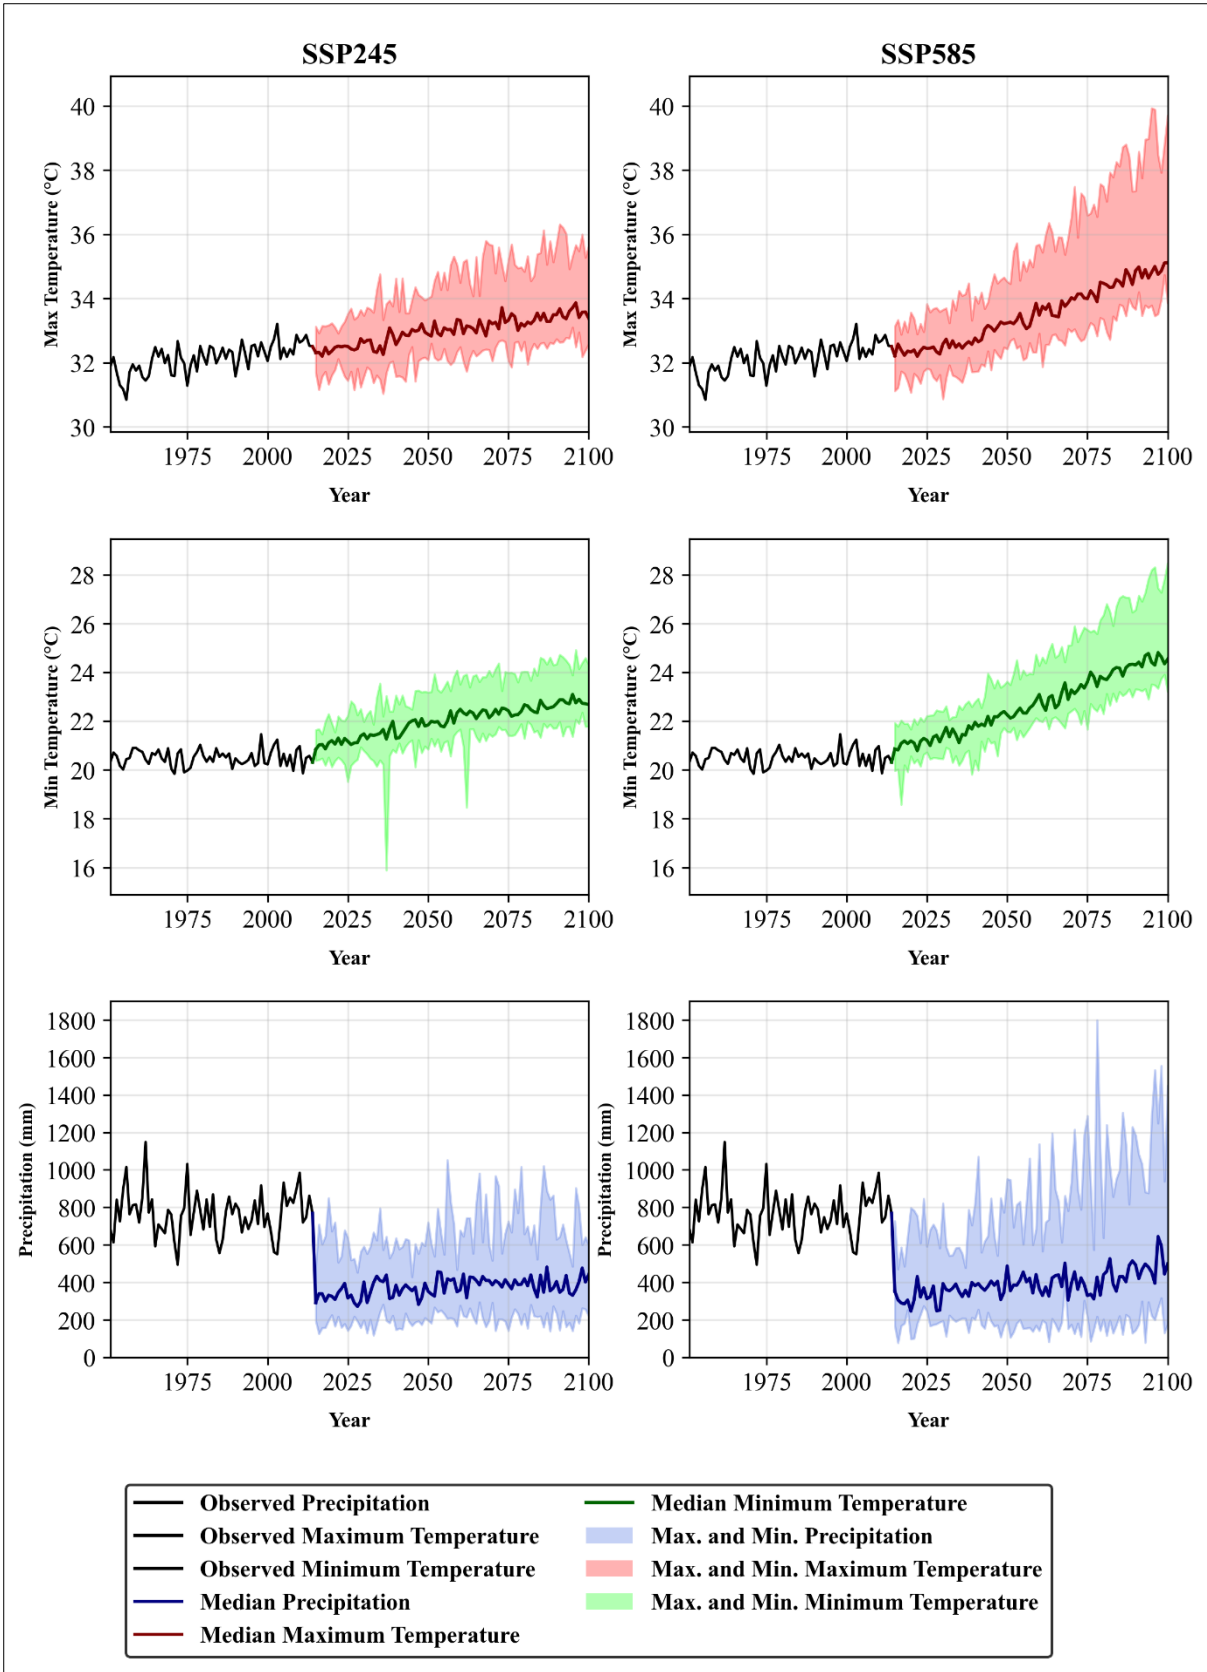 SSP245
SSP585
40
38
36
34
32
30
Max Temperature (°C)
1975 2000 2025 2050 2075 2100
Year
40
38
36
34
32
30
Max Temperature (°C)
1975 2000 2025 2050 2075 2100
Year
28
26
24
22
20
18
16
Min Temperature (°C)
1975 2000 2025 2050 2075 2100
Year
28
26
24
22
20
18
16
Min Temperature (°C)
1975 2000 2025 2050 2075 2100
Year
1800
1600
1400
1200
1000
800
600
400
200
0
Precipitation (mm)
1975 2000 2025 2050 2075 2100
Year
1800
1600
1400
1200
1000
800
600
400
200
0
Precipitation (mm)
1975 2000 2025 2050 2075 2100
Year
Observed Precipitation
Observed Maximum Temperature
Observed Minimum Temperature
Median Precipitation
Median Maximum Temperature
Median Minimum Temperature
Max. and Min. Precipitation
Max. and Min. Maximum Temperature
Max. and Min. Minimum Temperature